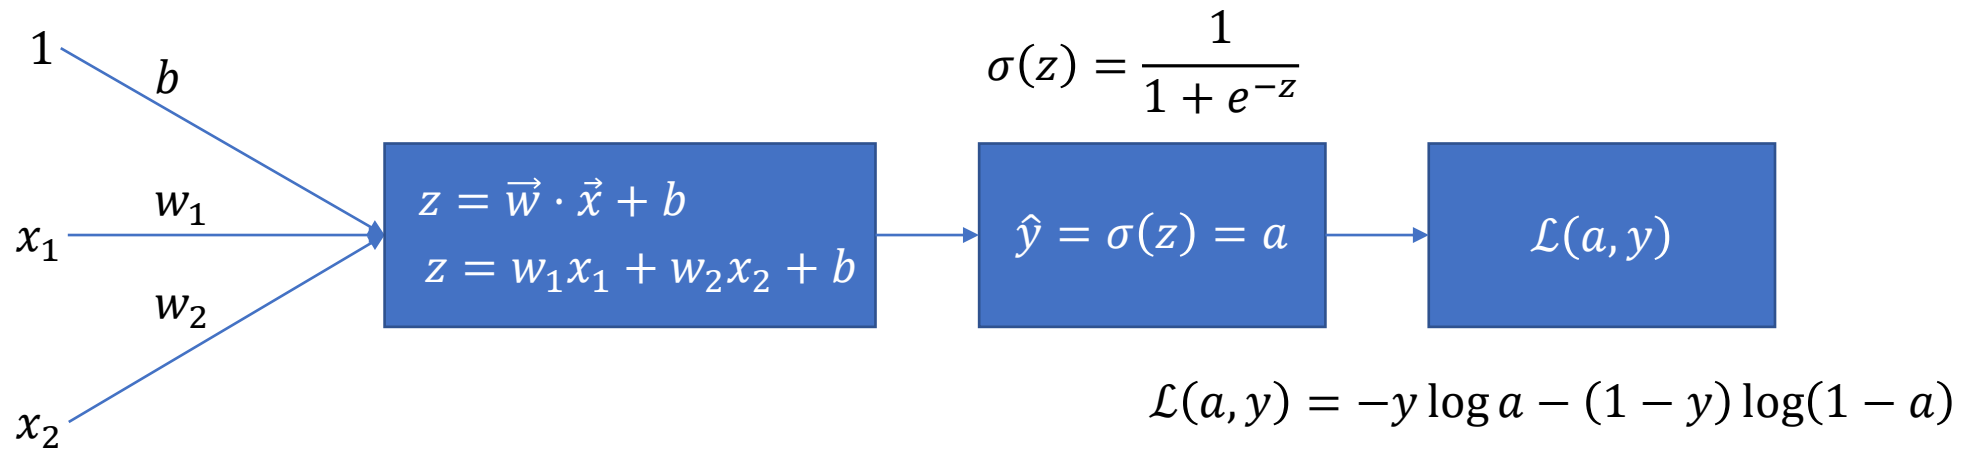 1
b
σ(z) = 1 / (1 + e^{−z})
w₁
x₁
w₂
x₂
z = w⃗ · x⃗ + b
z = w₁x₁ + w₂x₂ + b
ŷ = σ(z) = a
ℒ(a, y)
ℒ(a, y) = −y log a − (1 − y) log(1 − a)